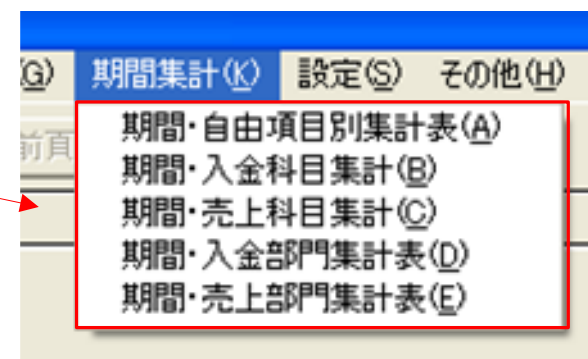 (G) 期間集計(K) 設定(S) その他(H)
前頁
期間・自由項目別集計表(A)
期間・入金科目集計(B)
期間・売上科目集計(C)
期間・入金部門集計表(D)
期間・売上部門集計表(E)